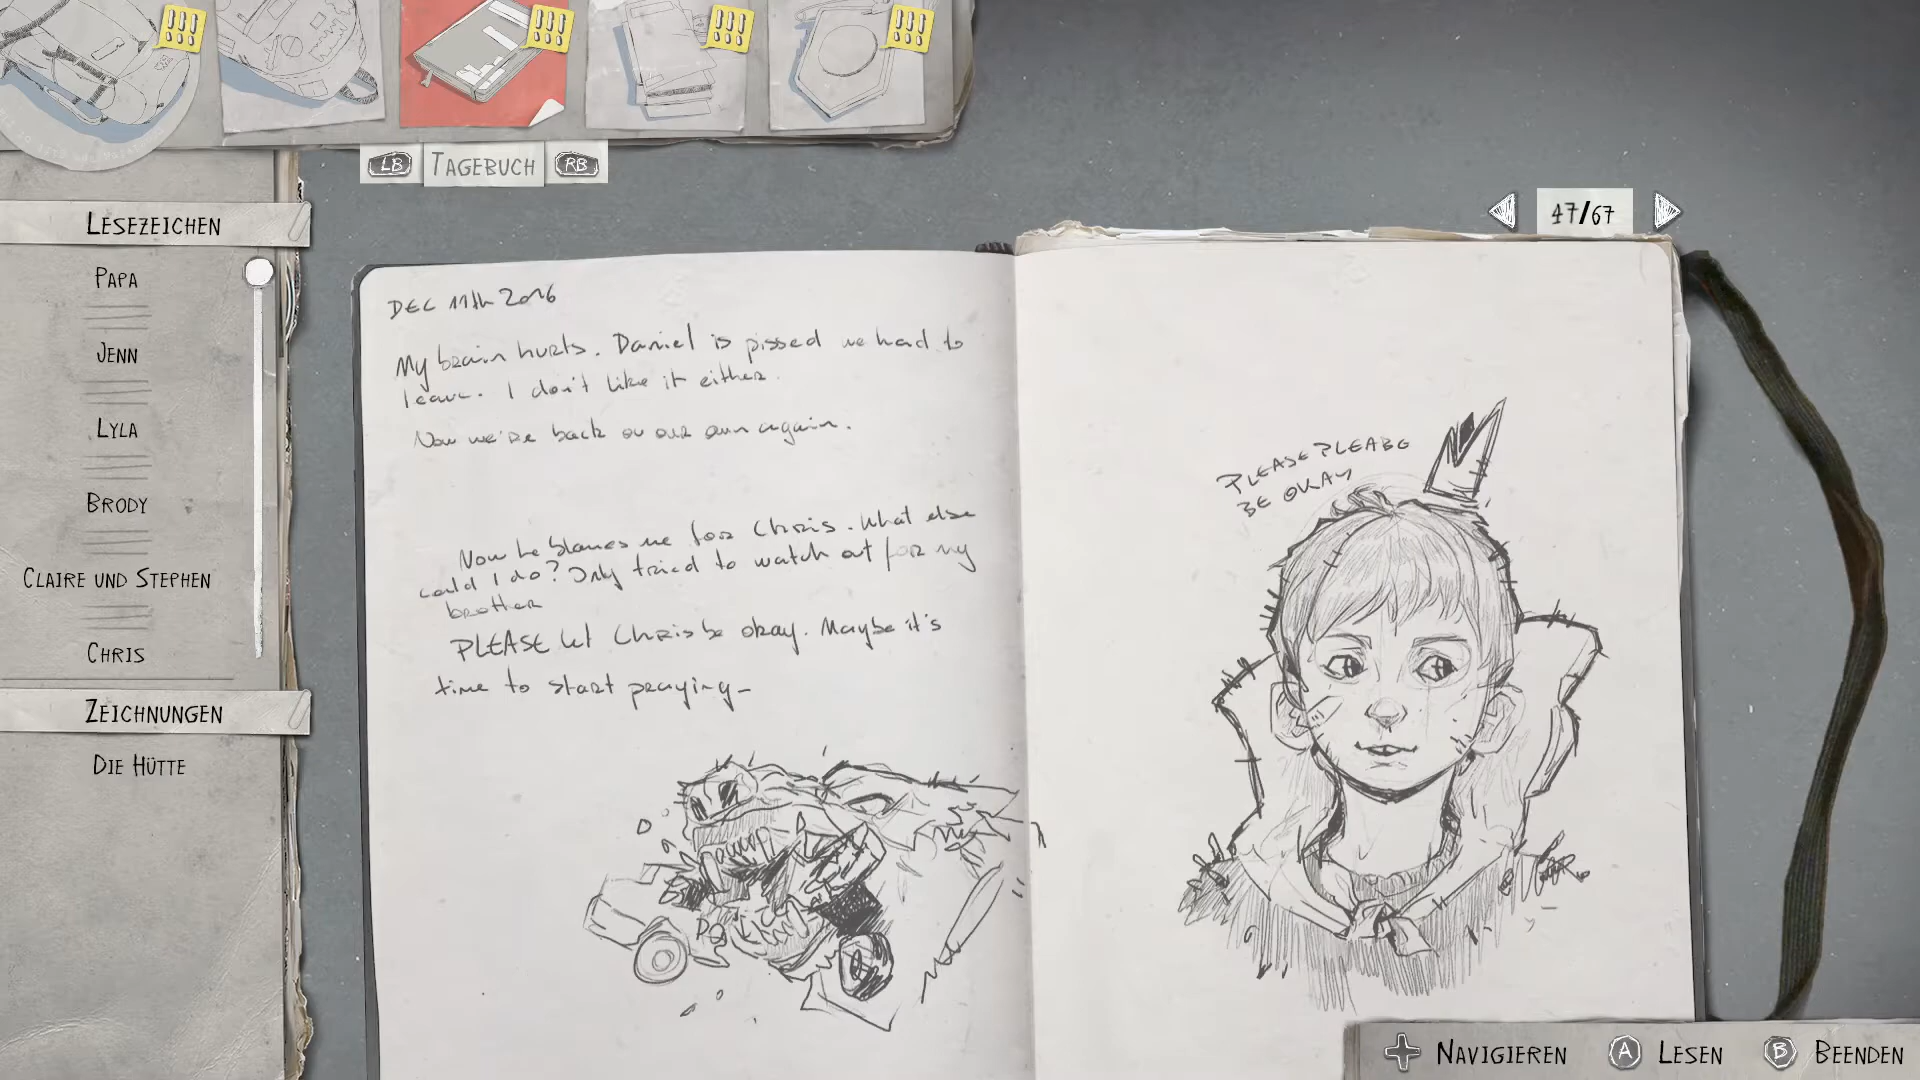 LB TAGEBUCH RB
LESEZEICHEN
PAPA
JENN
LYLA
BRODY
CLAIRE UND STEPHEN
CHRIS
ZEICHNUNGEN
DIE HÜTTE
47/67
DEC 11th 2016
My brain hurts. Daniel is pissed we had to
leave. I don't like it either.
Now we're back on our own again.
Now he blames me for Chris. What else
could I do? Only tried to watch out for my
brother
PLEASE let Chris be okay. Maybe it's
time to start praying-
PLEASE PLEASE
BE OKAY
NAVIGIEREN A LESEN B BEENDEN